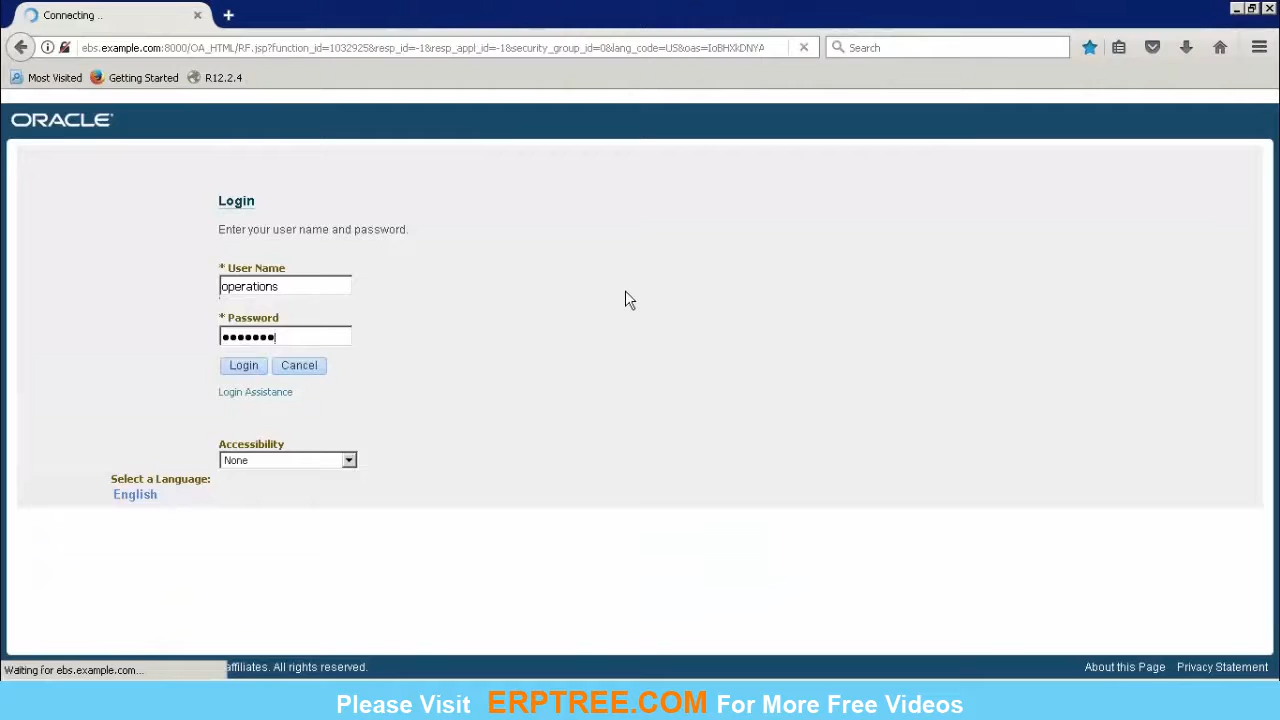 Connecting ..
ebs.example.com:8000/OA_HTML/RF.jsp?function_id=1032925&resp_id=-1&resp_appl_id=-1&security_group_id=0&lang_code=US&oas=IoBHXkDNYA
Search
Most Visited
Getting Started
R12.2.4
ORACLE
Login
Enter your user name and password.
* User Name
operations
* Password
Login
Cancel
Login Assistance
Accessibility
None
Select a Language:
English
Waiting for ebs.example.com...
affiliates. All rights reserved.
About this Page
Privacy Statement
Please Visit ERPTREE.COM For More Free Videos